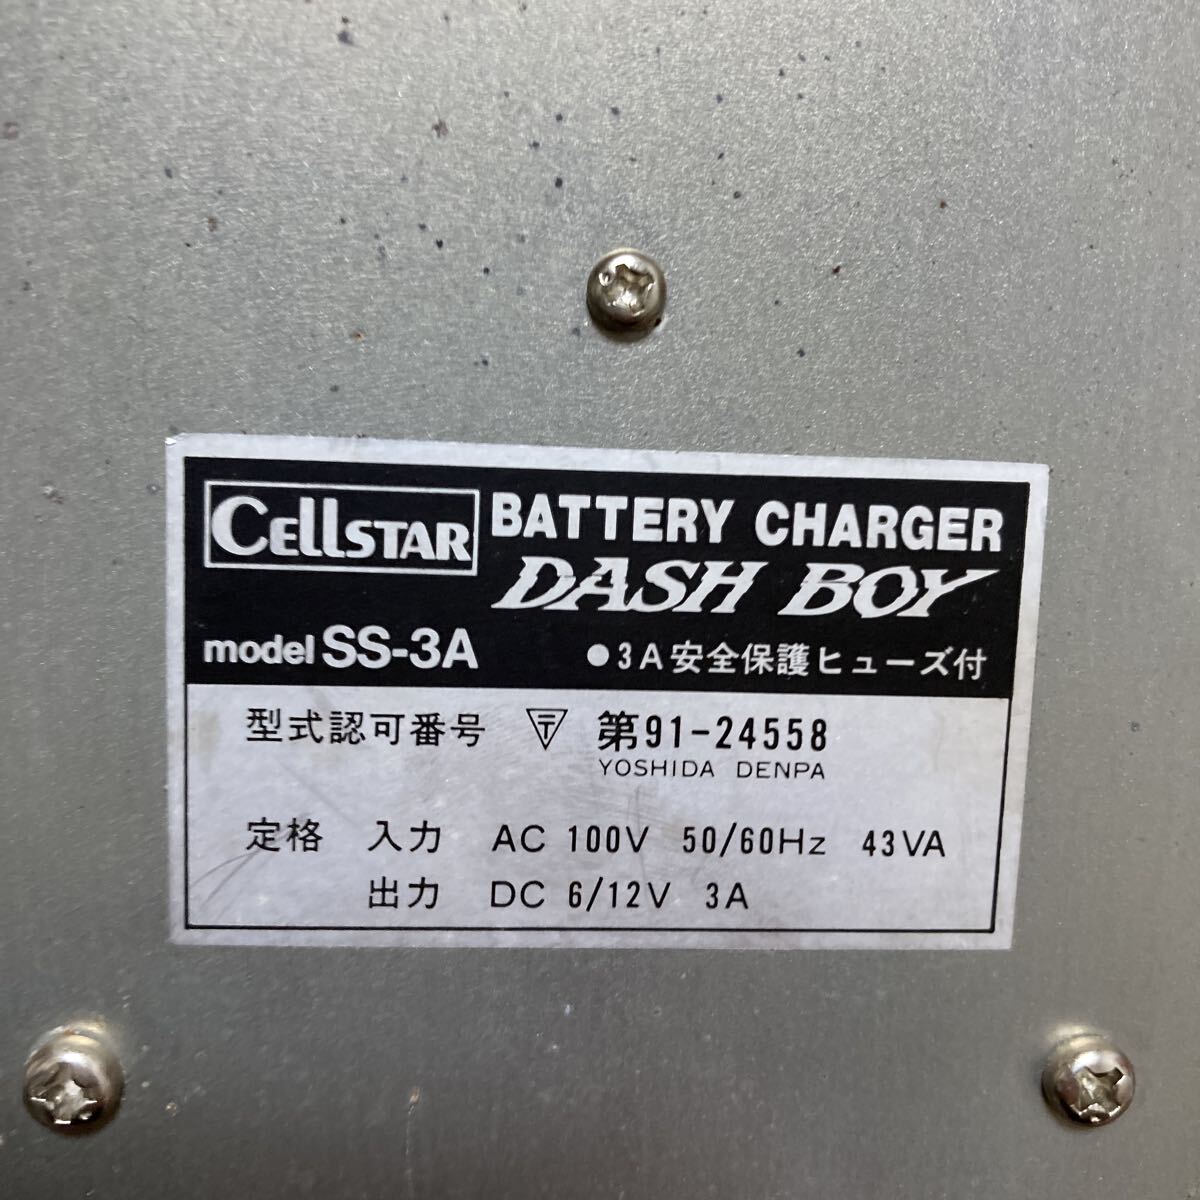 CELLSTAR BATTERY CHARGER
DASH BOY
model SS-3A ●3A安全保護ヒューズ付
型式認可番号 〒 第91-24558
YOSHIDA DENPA
定格 入力 AC 100V 50/60Hz 43VA
出力 DC 6/12V 3A